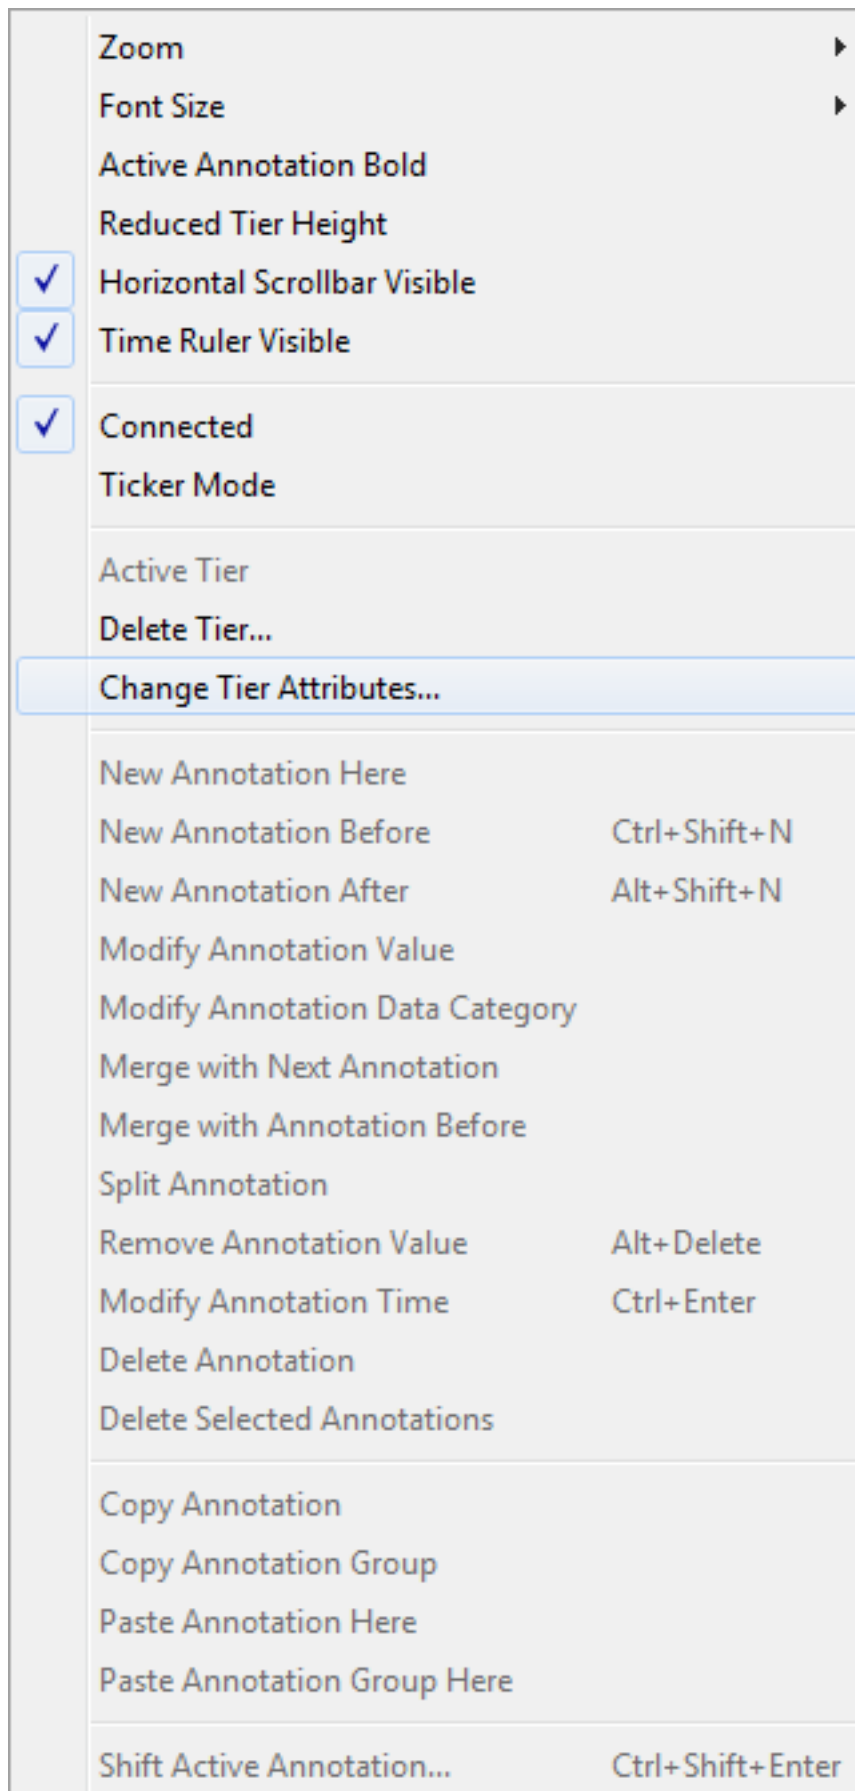 Zoom
Font Size
Active Annotation Bold
Reduced Tier Height
Horizontal Scrollbar Visible
Time Ruler Visible
Connected
Ticker Mode
Active Tier
Delete Tier...
Change Tier Attributes...
New Annotation Here
New Annotation Before Ctrl+Shift+N
New Annotation After Alt+Shift+N
Modify Annotation Value
Modify Annotation Data Category
Merge with Next Annotation
Merge with Annotation Before
Split Annotation
Remove Annotation Value Alt+Delete
Modify Annotation Time Ctrl+Enter
Delete Annotation
Delete Selected Annotations
Copy Annotation
Copy Annotation Group
Paste Annotation Here
Paste Annotation Group Here
Shift Active Annotation... Ctrl+Shift+Enter